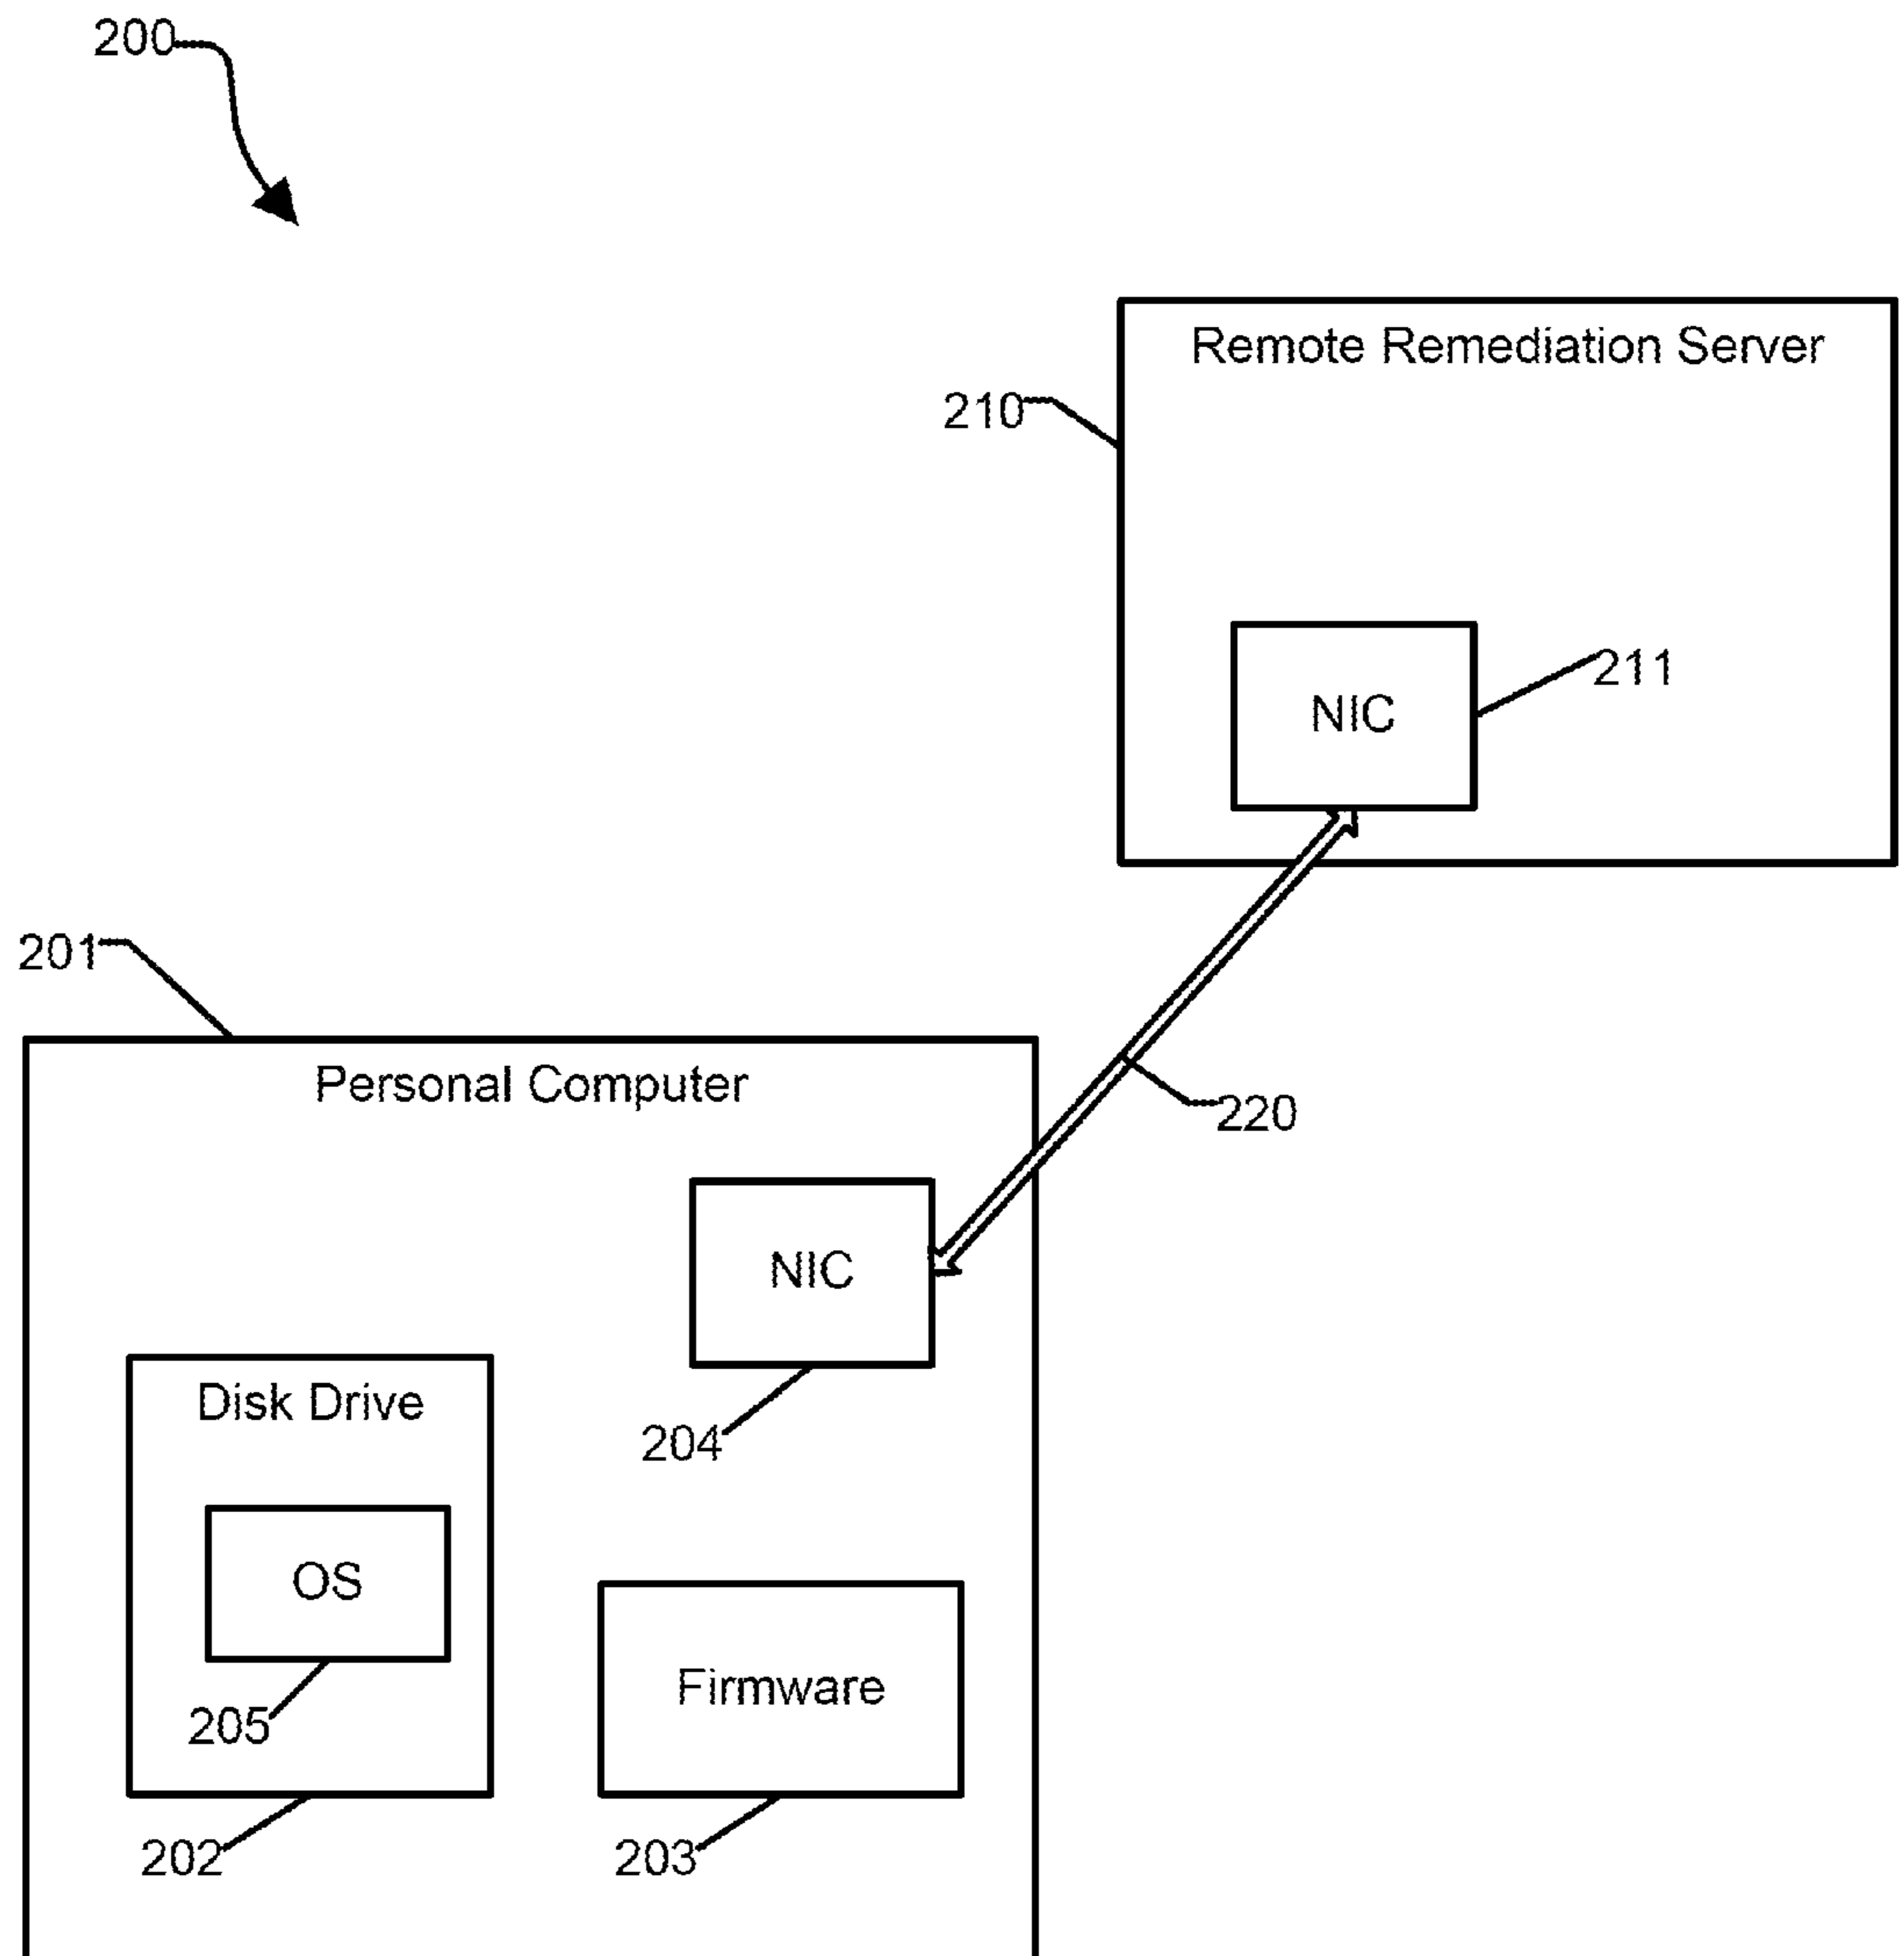 200
Remote Remediation Server
210
211
NIC
201
Personal Computer
220
NIC
Disk Drive
204
OS
Firmware
205
202
203